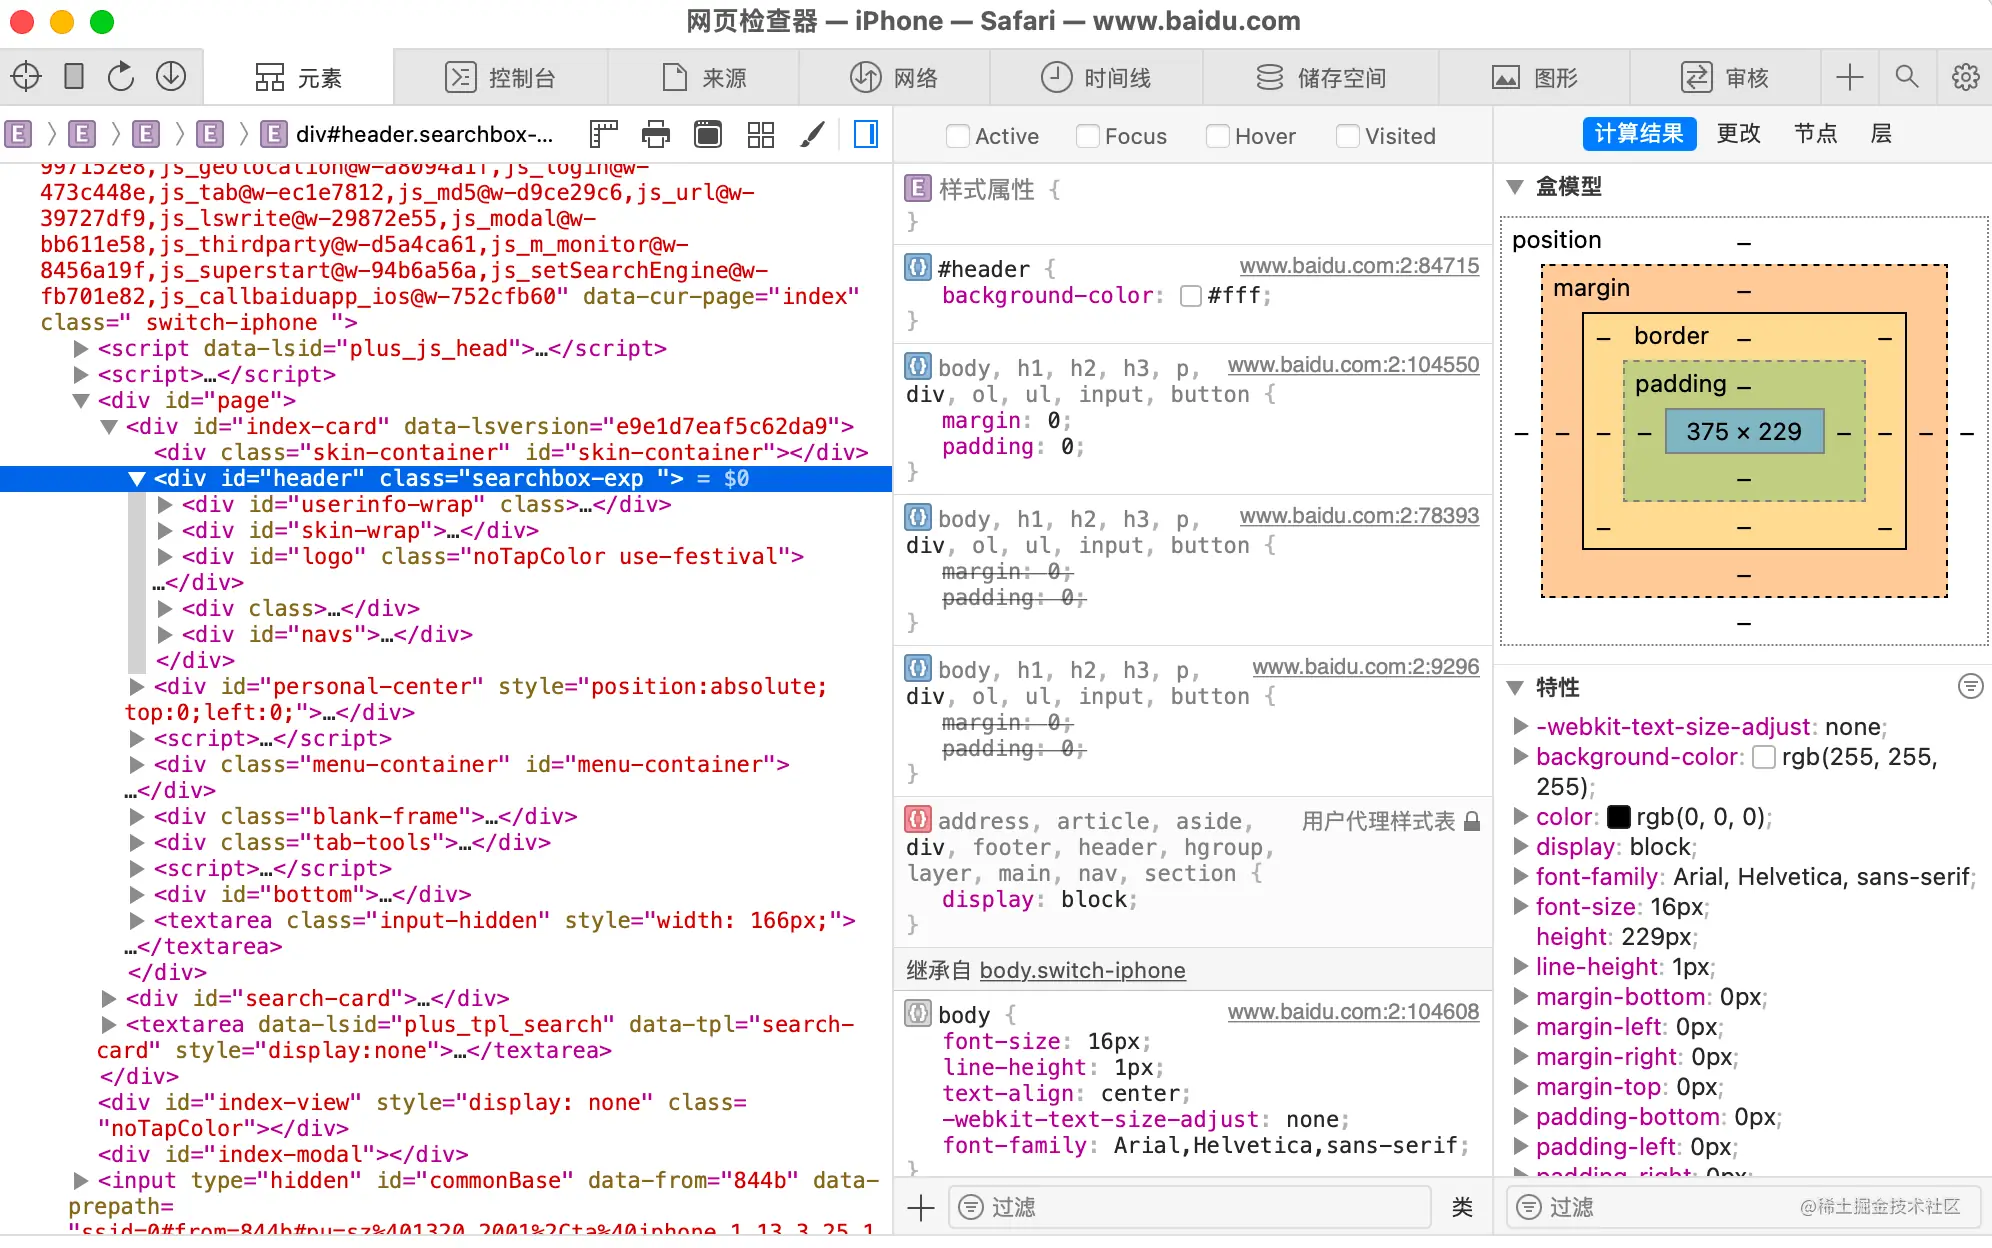 网页检查器 — iPhone — Safari — www.baidu.com
元素
控制台
来源
网络
时间线
储存空间
图形
审核
E
E
E
E
E div#header.searchbox-...
997152e8,js_geolocation@w-a8094a1f,js_login@w-
473c448e,js_tab@w-ec1e7812,js_md5@w-d9ce29c6,js_url@w-
39727df9,js_lswrite@w-29872e55,js_modal@w-
bb611e58,js_thirdparty@w-d5a4ca61,js_m_monitor@w-
8456a19f,js_superstart@w-94b6a56a,js_setSearchEngine@w-
fb701e82,js_callbaiduapp_ios@w-752cfb60" data-cur-page="index"
class=" switch-iphone ">
<script data-lsid="plus_js_head">…</script>
<script>…</script>
<div id="page">
<div id="index-card" data-lsversion="e9e1d7eaf5c62da9">
<div class="skin-container" id="skin-container"></div>
<div id="header" class="searchbox-exp "> = $0
<div id="userinfo-wrap" class>…</div>
<div id="skin-wrap">…</div>
<div id="logo" class="noTapColor use-festival">
…</div>
<div class>…</div>
<div id="navs">…</div>
</div>
<div id="personal-center" style="position:absolute;
top:0;left:0;">…</div>
<script>…</script>
<div class="menu-container" id="menu-container">
…</div>
<div class="blank-frame">…</div>
<div class="tab-tools">…</div>
<script>…</script>
<div id="bottom">…</div>
<textarea class="input-hidden" style="width: 166px;">
…</textarea>
</div>
<div id="search-card">…</div>
<textarea data-lsid="plus_tpl_search" data-tpl="search-
card" style="display:none">…</textarea>
</div>
<div id="index-view" style="display: none" class=
"noTapColor"></div>
<div id="index-modal"></div>
<input type="hidden" id="commonBase" data-from="844b" data-
prepath=
"ssid=0#from=844b#pu=sz%401320_2001%2Cta%40iphone_1_13.3_25_1
Active
Focus
Hover
Visited
E 样式属性 {
}
#header { www.baidu.com:2:84715
background-color: #fff;
}
body, h1, h2, h3, p, www.baidu.com:2:104550
div, ol, ul, input, button {
margin: 0;
padding: 0;
}
body, h1, h2, h3, p, www.baidu.com:2:78393
div, ol, ul, input, button {
margin: 0;
padding: 0;
}
body, h1, h2, h3, p, www.baidu.com:2:9296
div, ol, ul, input, button {
margin: 0;
padding: 0;
}
address, article, aside, 用户代理样式表
div, footer, header, hgroup,
layer, main, nav, section {
display: block;
}
继承自 body.switch-iphone
body { www.baidu.com:2:104608
font-size: 16px;
line-height: 1px;
text-align: center;
-webkit-text-size-adjust: none;
font-family: Arial,Helvetica,sans-serif;
}
过滤
类
计算结果
更改
节点
层
盒模型
position –
margin –
– border – –
padding –
– – – – 375 × 229 – – – –
–
– – –
–
–
特性
-webkit-text-size-adjust: none;
background-color: rgb(255, 255,
255);
color: rgb(0, 0, 0);
display: block;
font-family: Arial, Helvetica, sans-serif;
font-size: 16px;
height: 229px;
line-height: 1px;
margin-bottom: 0px;
margin-left: 0px;
margin-right: 0px;
margin-top: 0px;
padding-bottom: 0px;
padding-left: 0px;
padding-right: 0px;
过滤
@稀土掘金技术社区